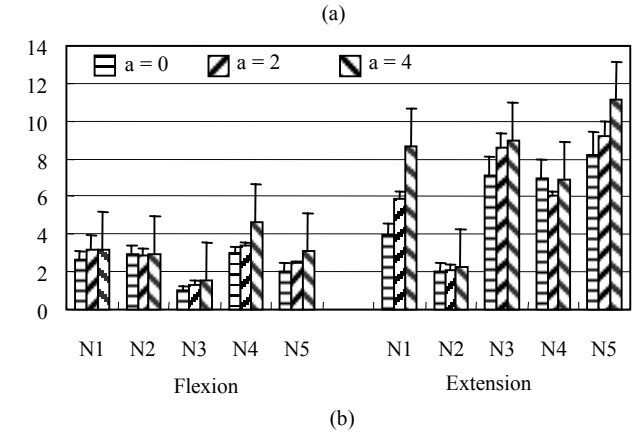 (a)
14
a = 0 a = 2 a = 4
12
10
8
6
4
2
0
N1 N2 N3 N4 N5 N1 N2 N3 N4 N5
Flexion Extension
(b)